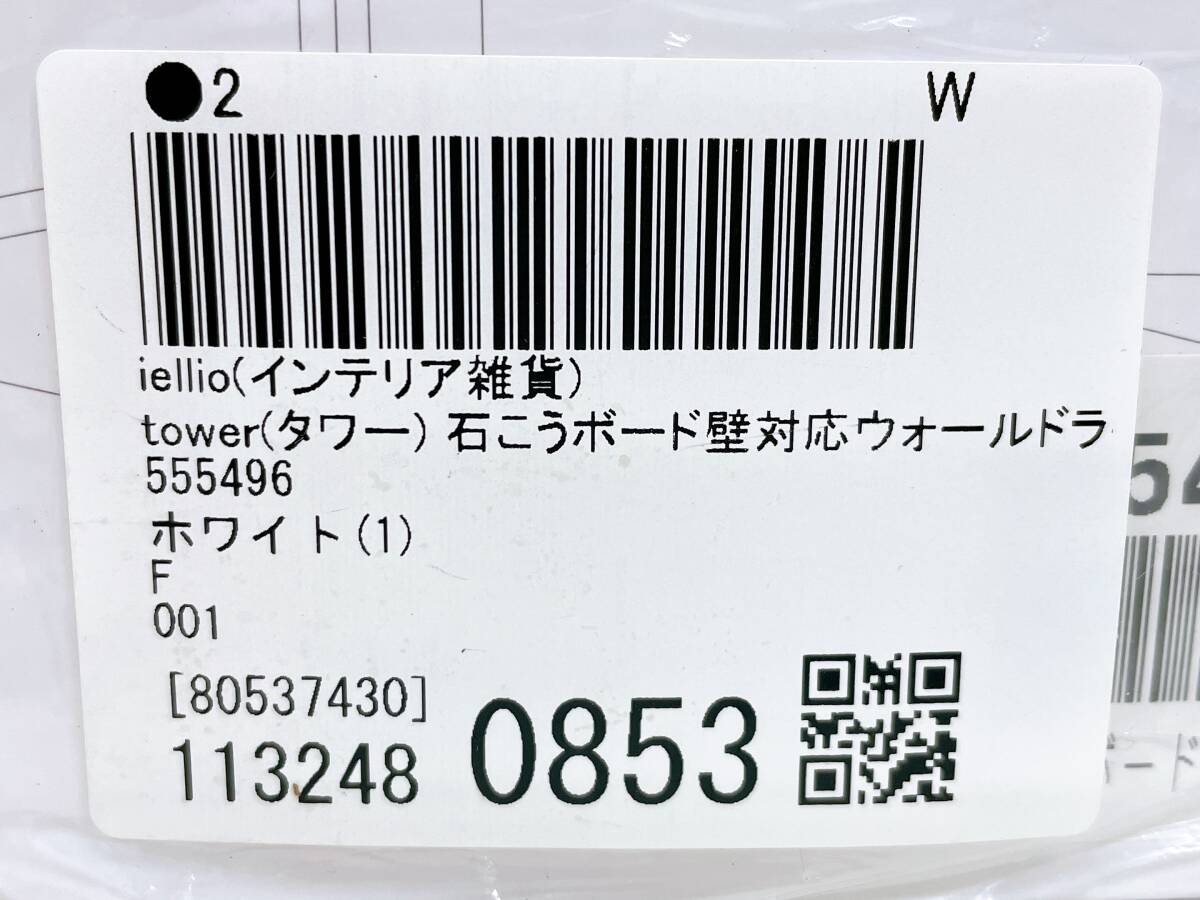 ●2 W
iellio(インテリア雑貨)
tower(タワー) 石こうボード壁対応ウォールドラ
555496
ホワイト(1)
F
001
[80537430]
113248 0853
54